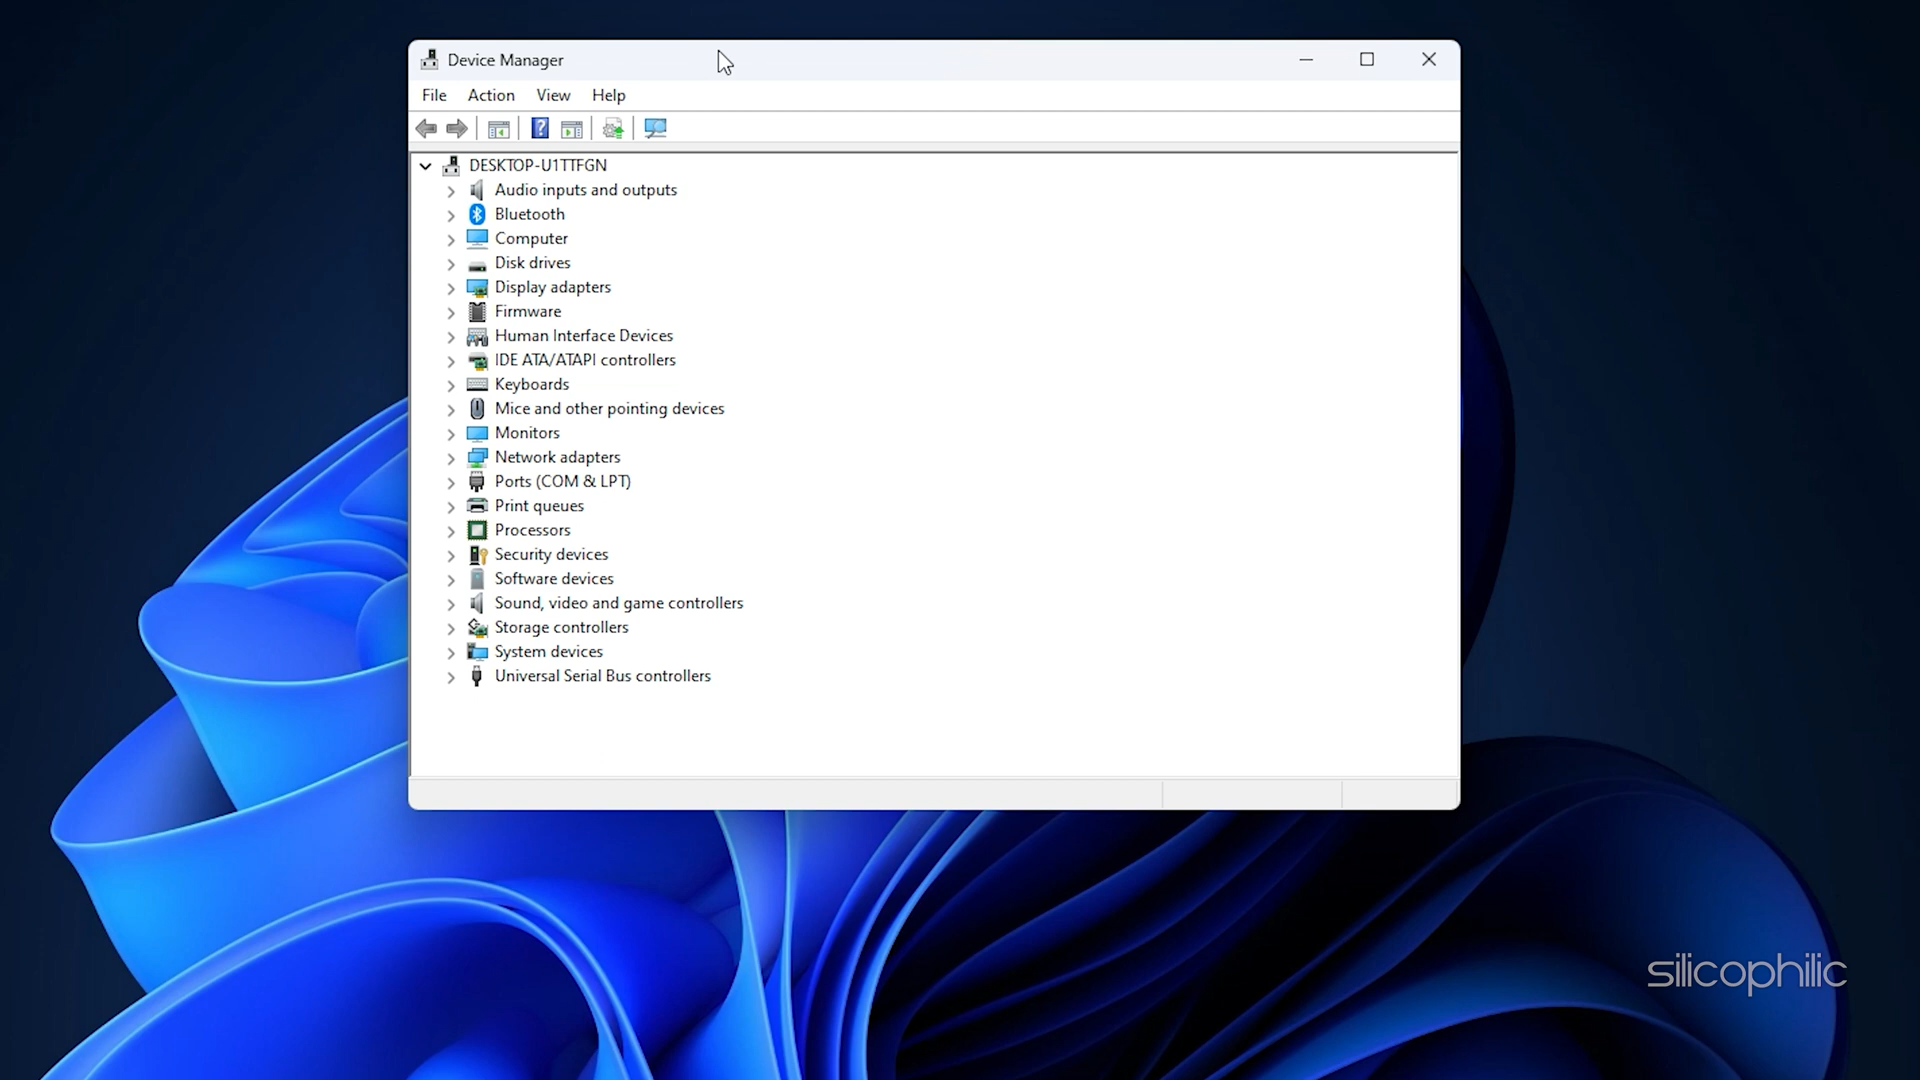 Device Manager
File Action View Help
DESKTOP-U1TTFGN
Audio inputs and outputs
Bluetooth
Computer
Disk drives
Display adapters
Firmware
Human Interface Devices
IDE ATA/ATAPI controllers
Keyboards
Mice and other pointing devices
Monitors
Network adapters
Ports (COM & LPT)
Print queues
Processors
Security devices
Software devices
Sound, video and game controllers
Storage controllers
System devices
Universal Serial Bus controllers
silicophilic